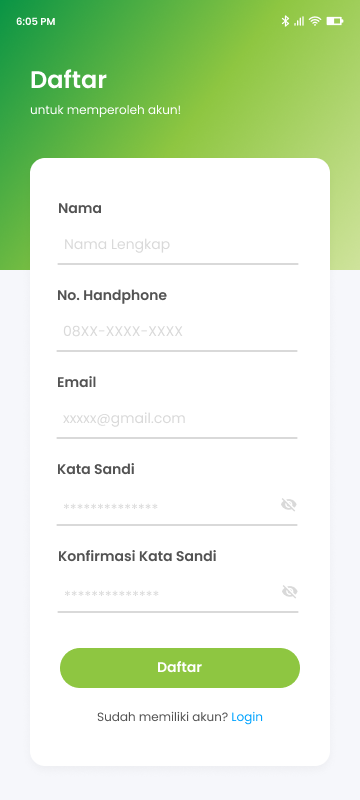 6:05 PM
Daftar
untuk memperoleh akun!
Nama
Nama Lengkap
No. Handphone
08XX-XXXX-XXXX
Email
xxxxx@gmail.com
Kata Sandi
**************
Konfirmasi Kata Sandi
**************
Daftar
Sudah memiliki akun? Login